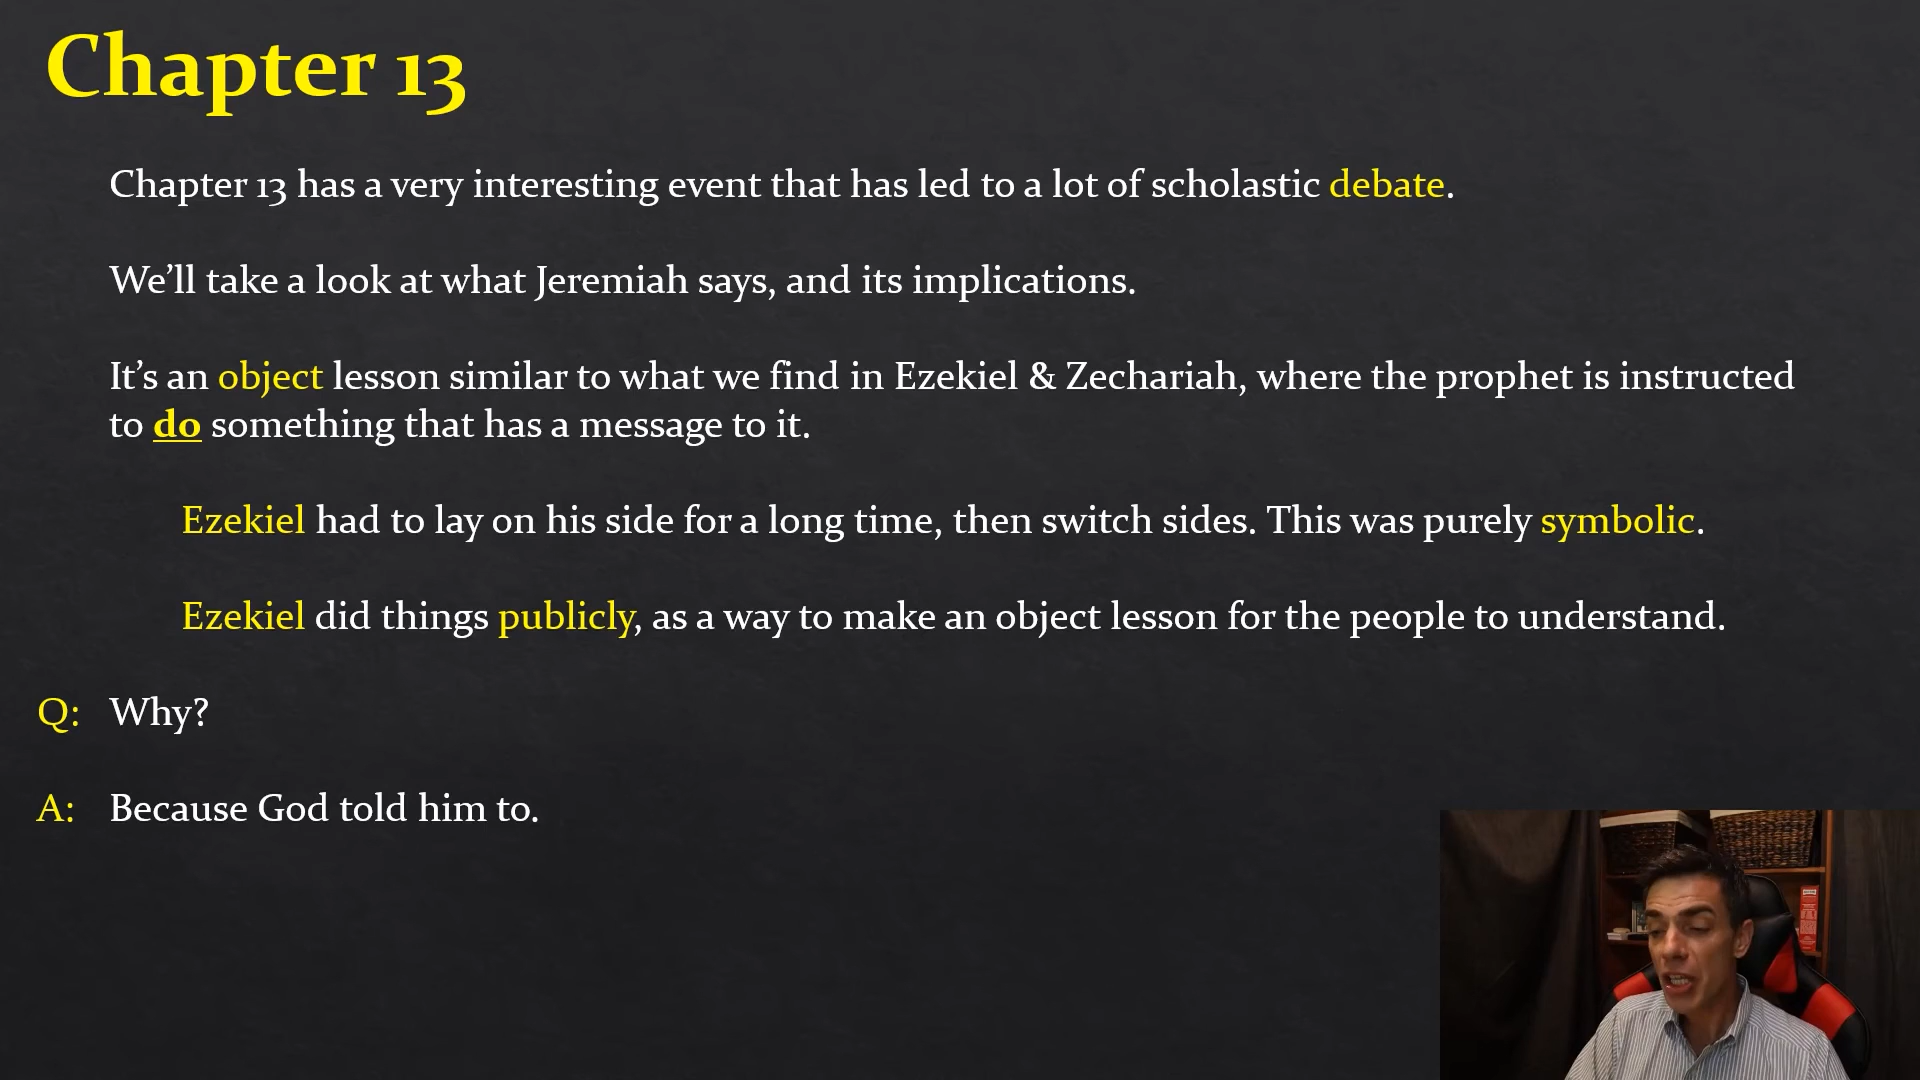 Chapter 13
Chapter 13 has a very interesting event that has led to a lot of scholastic debate.
We'll take a look at what Jeremiah says, and its implications.
It's an object lesson similar to what we find in Ezekiel & Zechariah, where the prophet is instructed
to do something that has a message to it.
Ezekiel had to lay on his side for a long time, then switch sides. This was purely symbolic.
Ezekiel did things publicly, as a way to make an object lesson for the people to understand.
Q: Why?
A: Because God told him to.